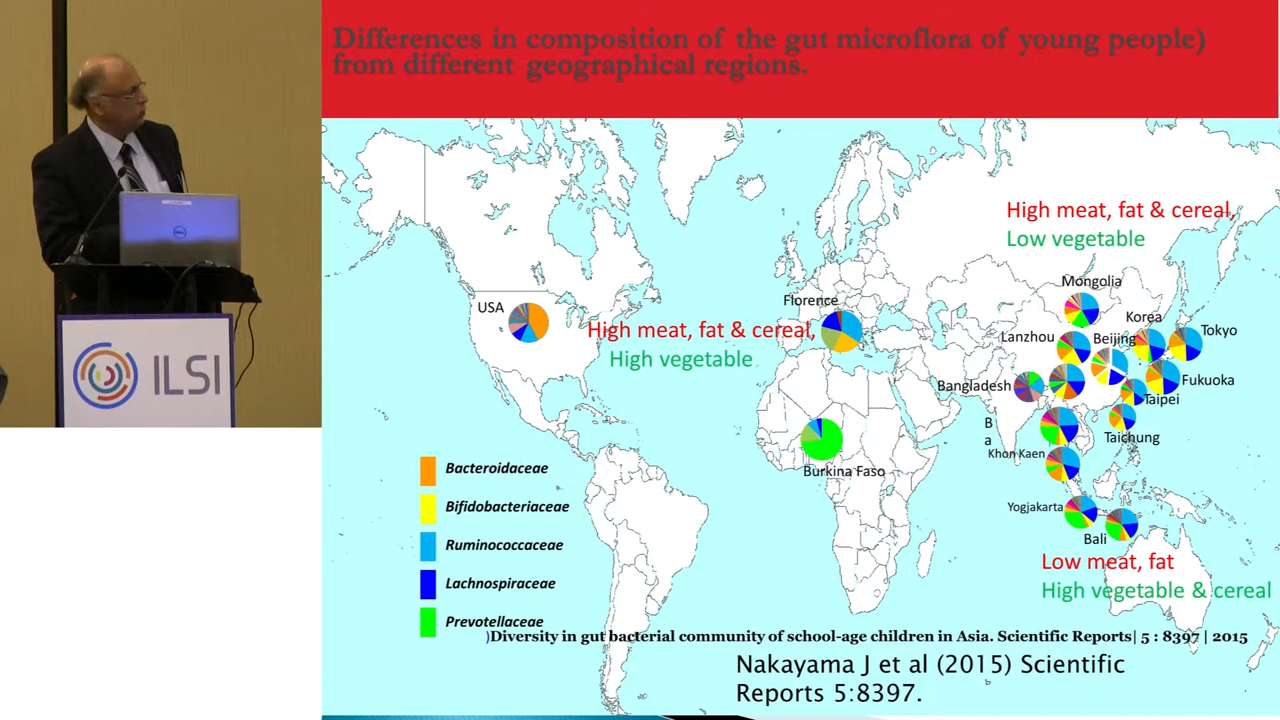 Differences in composition of the gut microflora of young people)
from different geographical regions.
High meat, fat & cereal,
Low vegetable
Mongolia
Florence
USA
Korea
Tokyo
High meat, fat & cereal,
High vegetable
Lanzhou
Beijing
Bangladesh
Fukuoka
Taipei
B
a
Taichung
Khon Kaen
Burkina Faso
Yogjakarta
Bali
Low meat, fat
High vegetable & cereal
Bacteroidaceae
Bifidobacteriaceae
Ruminococcaceae
Lachnospiraceae
Prevotellaceae
)Diversity in gut bacterial community of school-age children in Asia. Scientific Reports| 5 : 8397 | 2015
Nakayama J et al (2015) Scientific
Reports 5:8397.
DELL
ILSI